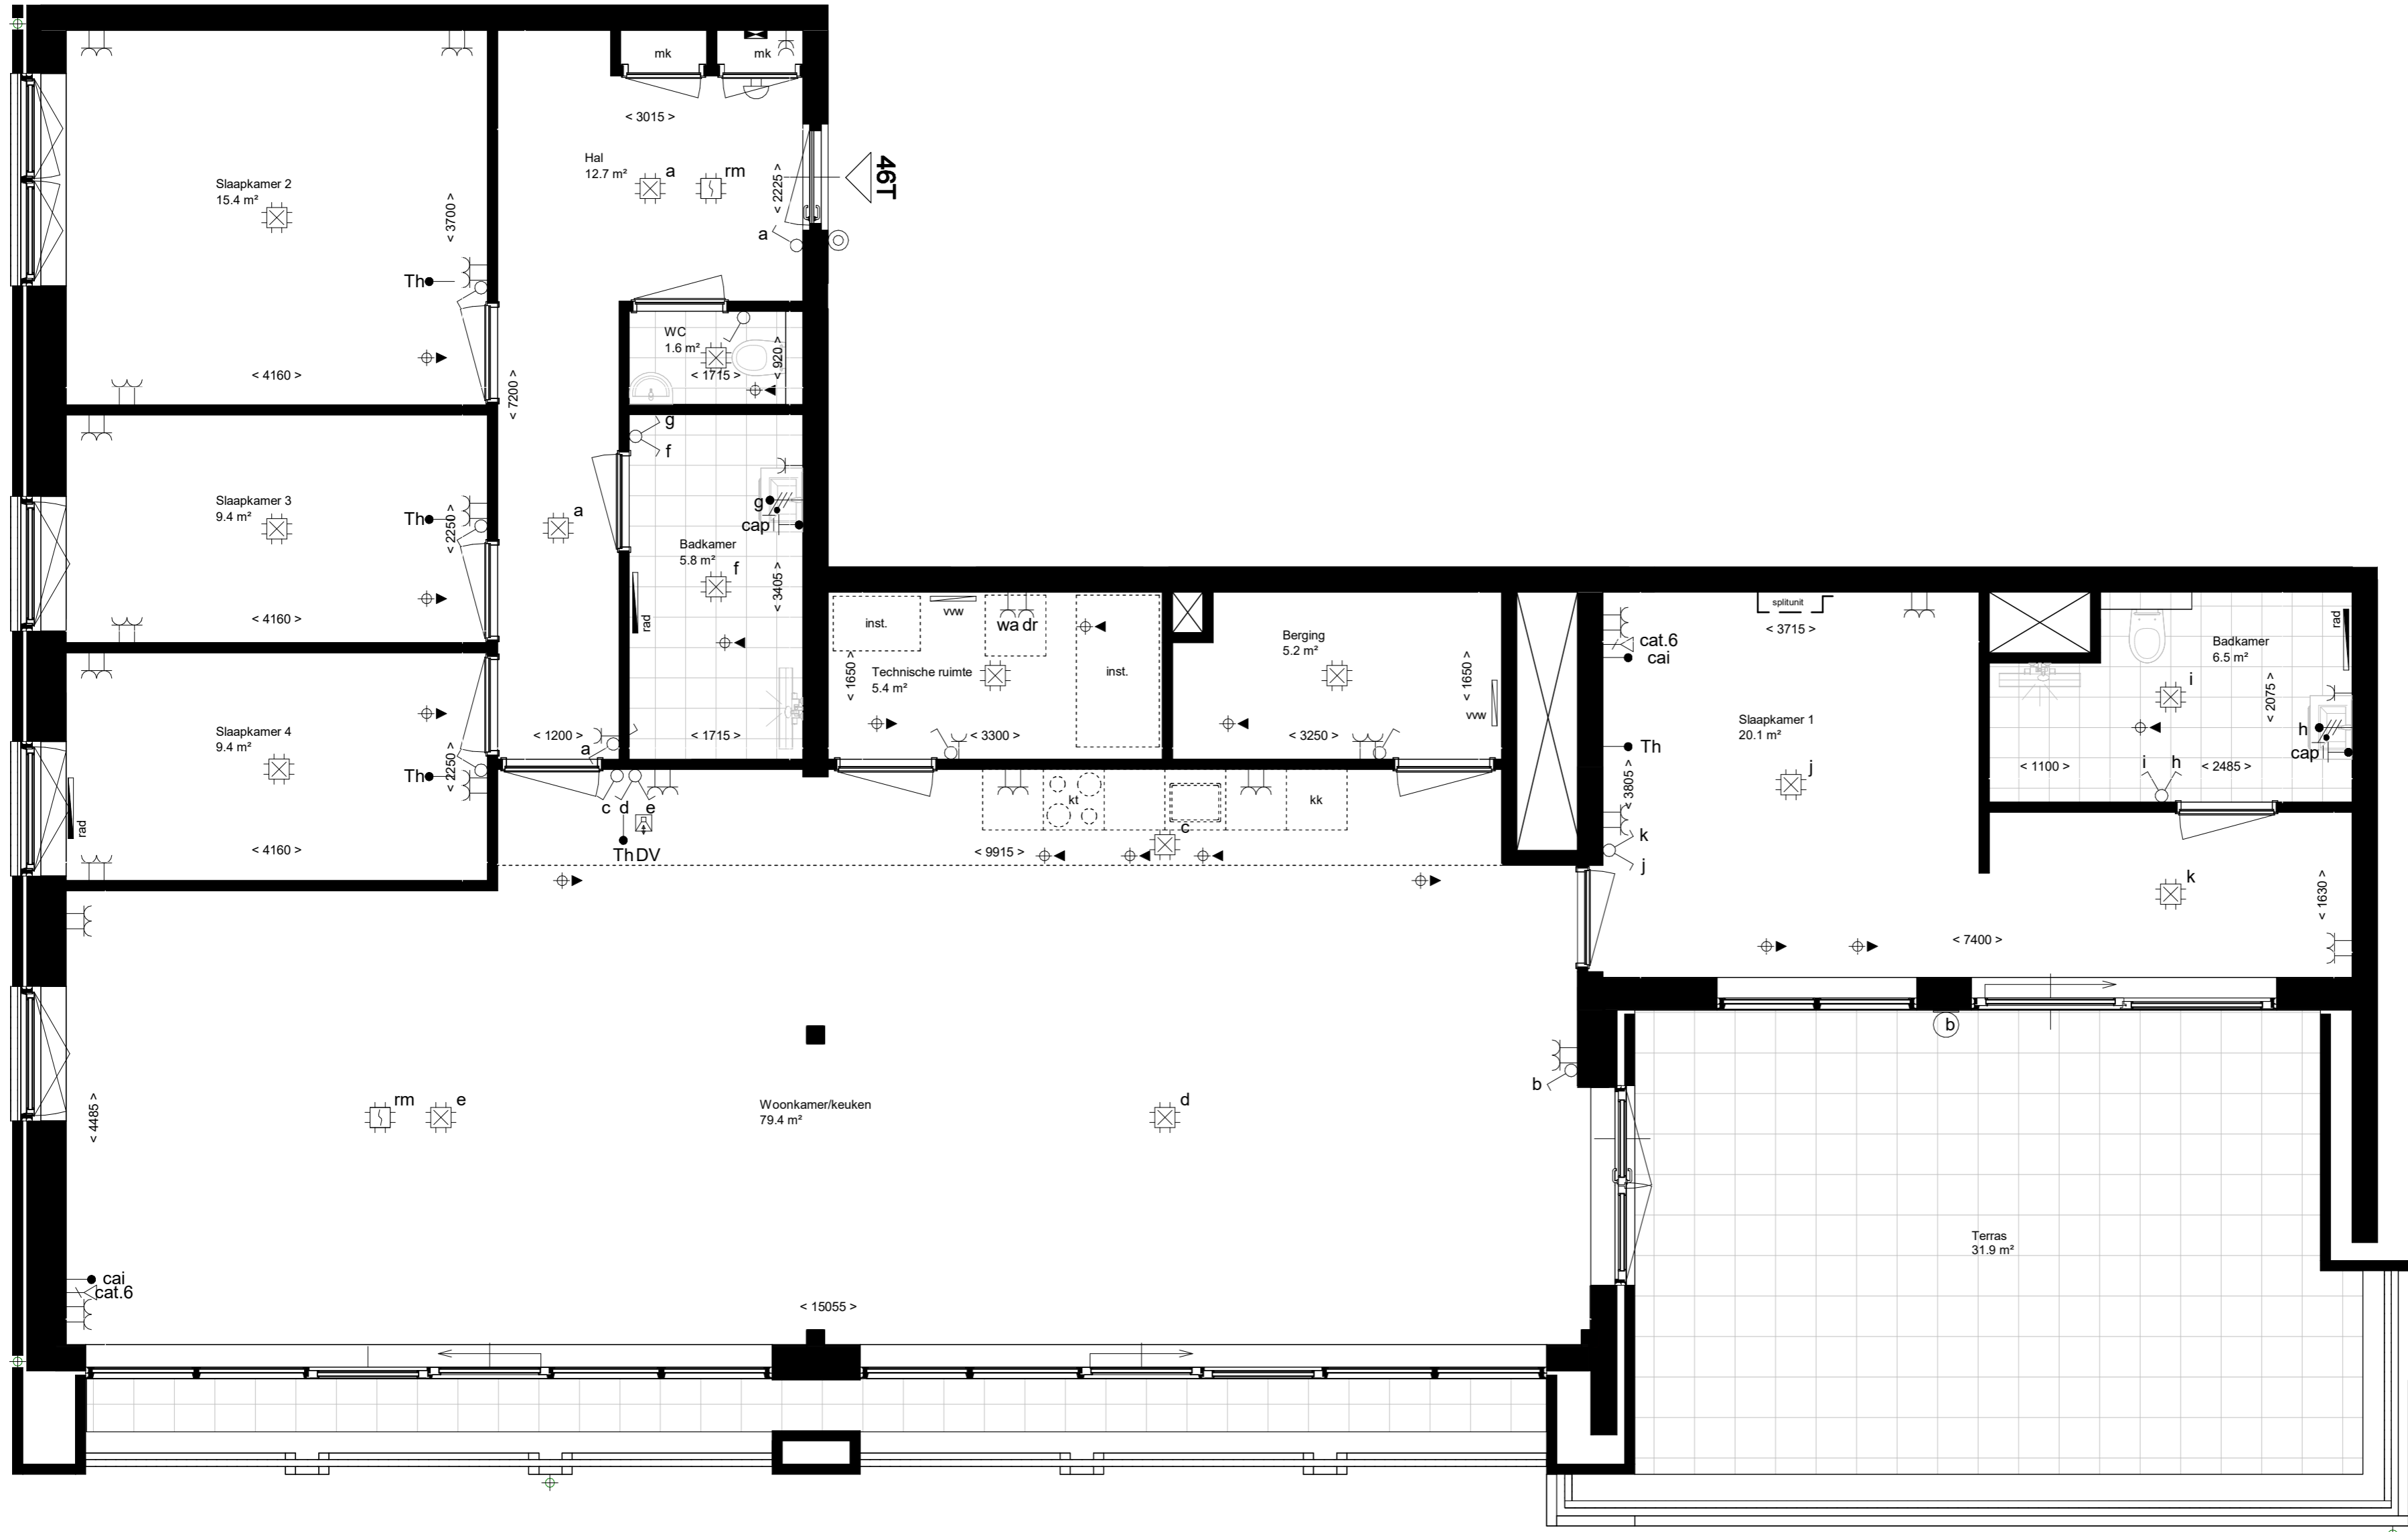 mk
mk
< 3015 >
Hal
12.7 m²
a
rm
< 2225 >
46T
a
Slaapkamer 2
15.4 m²
< 3700 >
Th
< 4160 >
< 7200 >
WC
1.6 m²
< 1715 >
< 920 >
g
f
Slaapkamer 3
9.4 m²
Th
< 2250 >
< 4160 >
a
g
cap
Badkamer
5.8 m²
f
< 3405 >
rad
< 1715 >
Slaapkamer 4
9.4 m²
Th
< 2250 >
rad
< 4160 >
< 1200 >
a
inst.
vvw
wa dr
inst.
< 1650 >
Technische ruimte
5.4 m²
< 3300 >
Berging
5.2 m²
< 1650 >
vvw
< 3250 >
splitunit
< 3715 >
cat.6
cai
Th
Slaapkamer 1
20.1 m²
j
< 3805 >
k
j
Badkamer
6.5 m²
rad
i
< 2075 >
h
cap
< 1100 >
i
h
< 2485 >
k
< 1630 >
< 7400 >
c
d
e
Th DV
kt
kk
c
< 9915 >
b
b
rm
e
Woonkamer/keuken
79.4 m²
d
< 4485 >
cai
cat.6
< 15055 >
Terras
31.9 m²